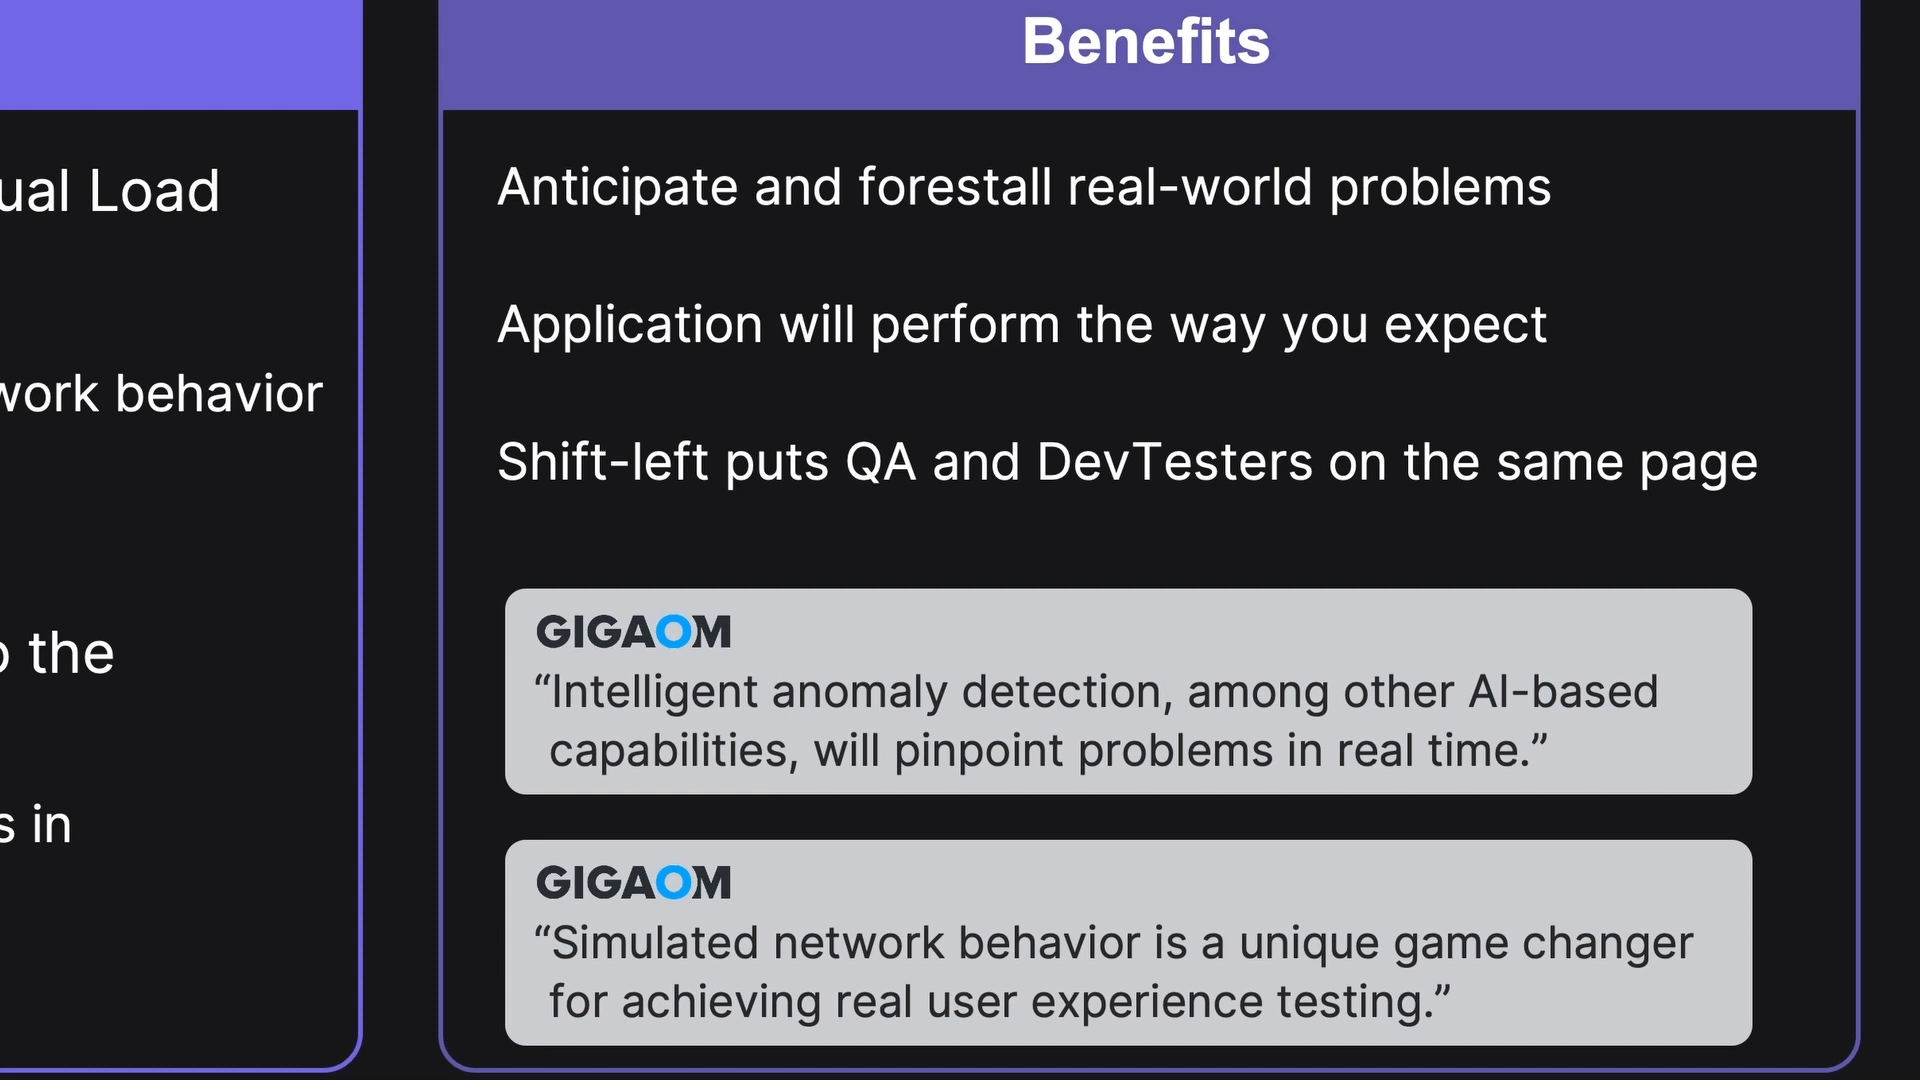 ual Load
work behavior
o the
s in
Benefits
Anticipate and forestall real-world problems
Application will perform the way you expect
Shift-left puts QA and DevTesters on the same page
GIGAOM
“Intelligent anomaly detection, among other AI-based
capabilities, will pinpoint problems in real time.”
GIGAOM
“Simulated network behavior is a unique game changer
for achieving real user experience testing.”